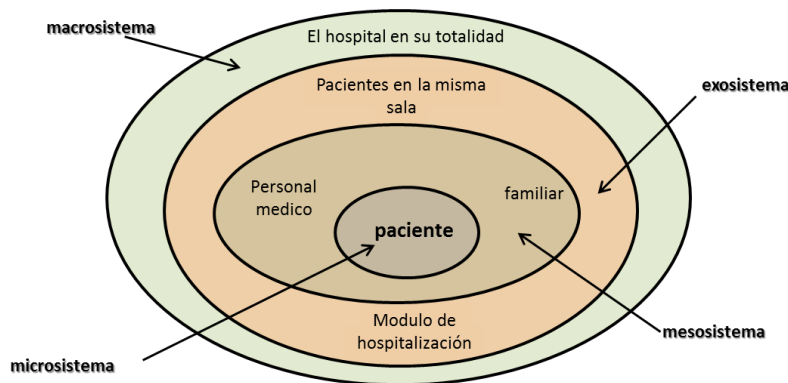 macrosistema
El hospital en su totalidad
Pacientes en la misma
sala
exosistema
Personal
medico
familiar
paciente
Modulo de
hospitalización
mesosistema
microsistema